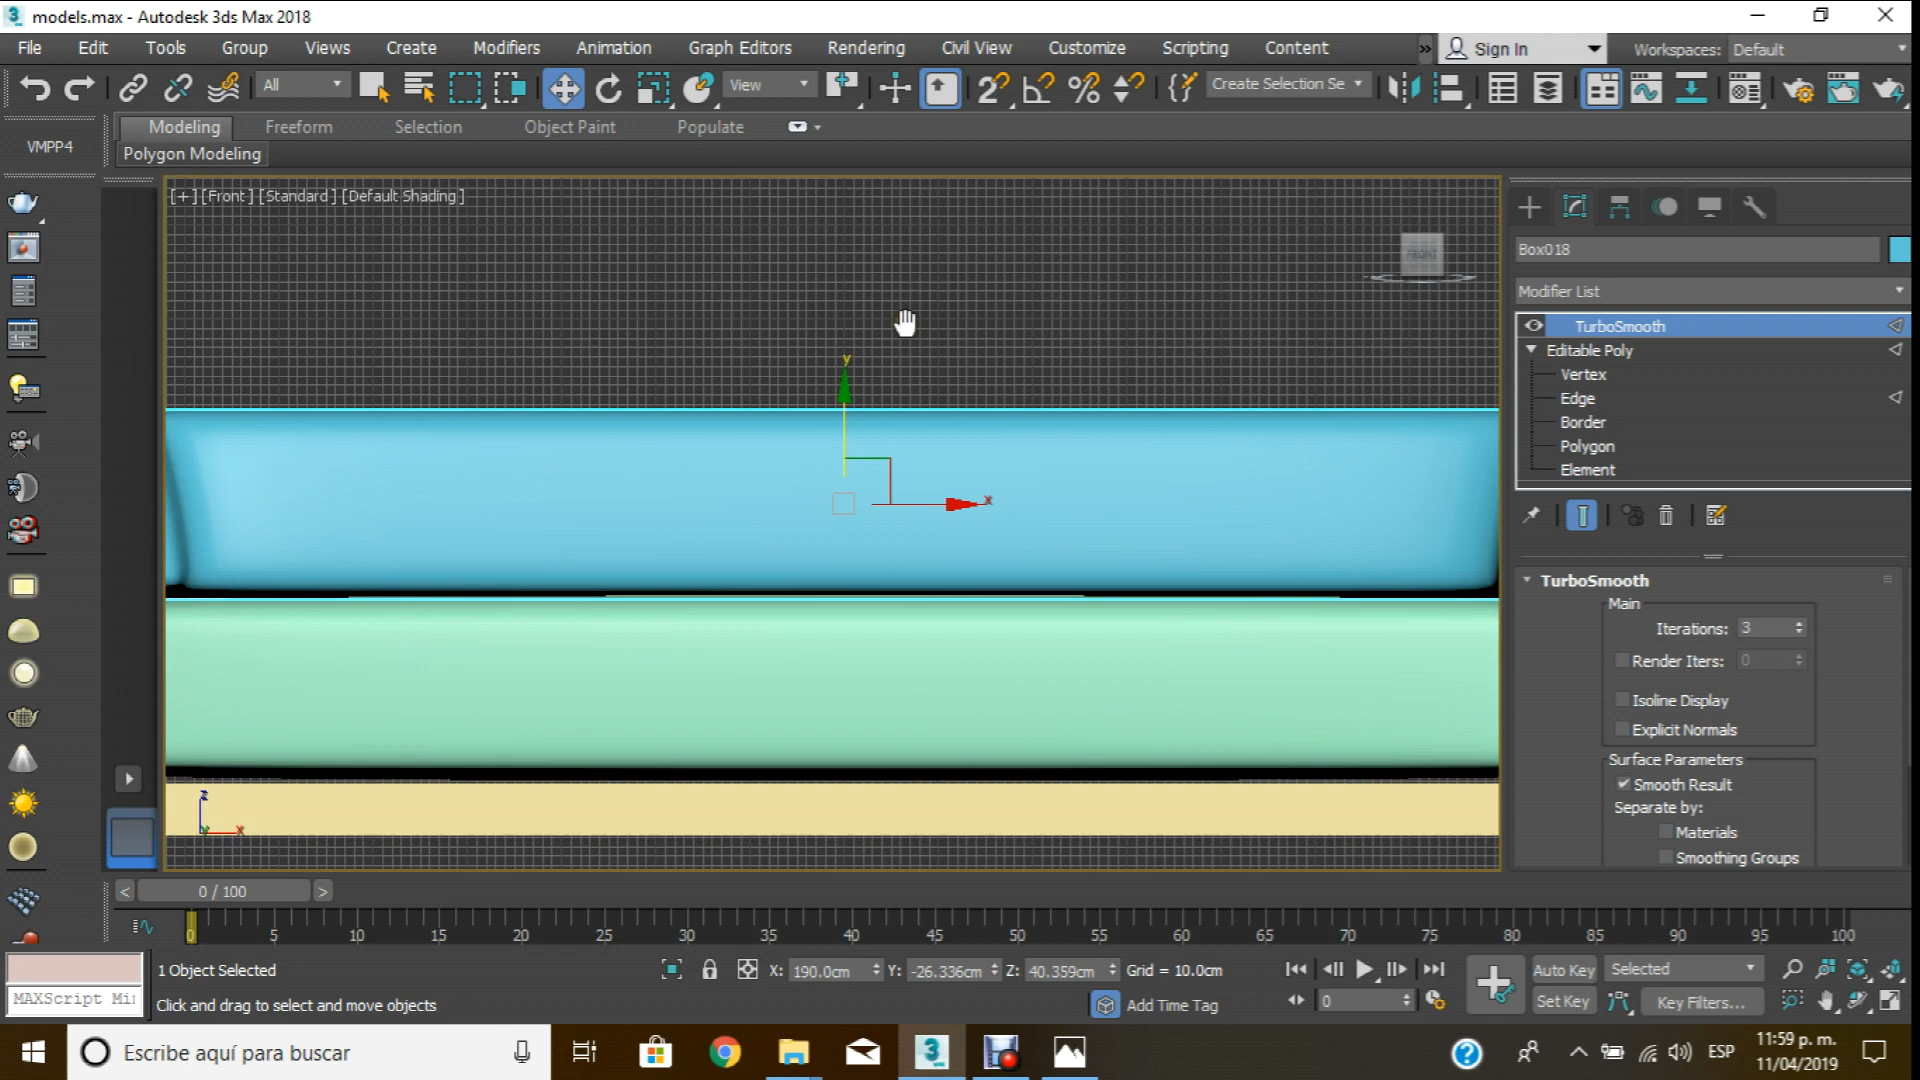 models.max - Autodesk 3ds Max 2018
File Edit Tools Group Views Create Modifiers Animation Graph Editors Rendering Civil View Customize Scripting Content » Sign In Workspaces: Default
All View Create Selection Se
VMPP4 Modeling Freeform Selection Object Paint Populate
Polygon Modeling
[+] [Front] [Standard] [Default Shading]
FRONT
Box018
Modifier List
TurboSmooth
Editable Poly
Vertex
Edge
Border
Polygon
Element
y
x
TurboSmooth
Main
Iterations: 3
Render Iters: 0
Isoline Display
Explicit Normals
Surface Parameters
Smooth Result
Separate by:
Materials
Smoothing Groups
z
y x
< 0 / 100 >
0 5 10 15 20 25 30 35 40 45 50 55 60 65 70 75 80 85 90 95 100
1 Object Selected X: 190.0cm Y: -26.336cm Z: 40.359cm Grid = 10.0cm Auto Key Selected
MAXScript Mi Click and drag to select and move objects Add Time Tag 0 Set Key Key Filters...
Escribe aquí para buscar
ESP
11:59 p. m.
11/04/2019